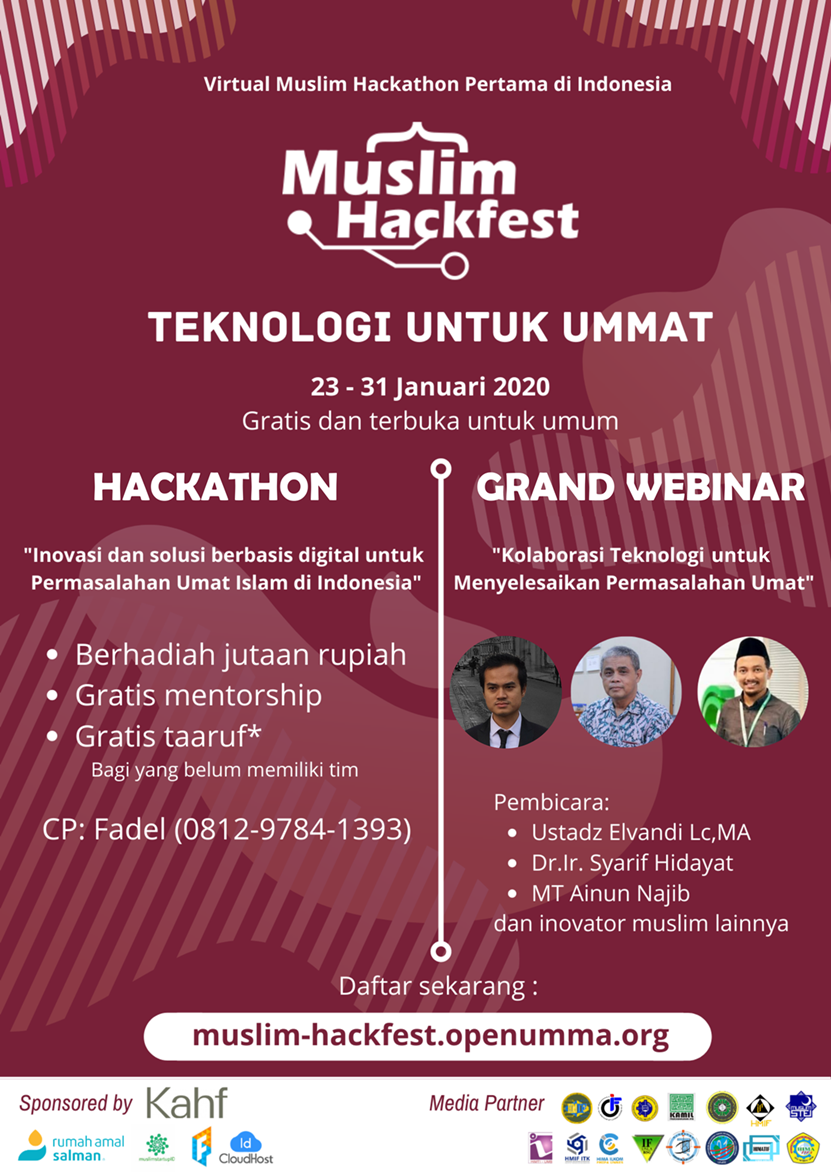 Virtual Muslim Hackathon Pertama di Indonesia
Muslim
Hackfest
TEKNOLOGI UNTUK UMMAT
23 - 31 Januari 2020
Gratis dan terbuka untuk umum
HACKATHON
"Inovasi dan solusi berbasis digital untuk
Permasalahan Umat Islam di Indonesia"
• Berhadiah jutaan rupiah
• Gratis mentorship
• Gratis taaruf*
Bagi yang belum memiliki tim
CP: Fadel (0812-9784-1393)
GRAND WEBINAR
"Kolaborasi Teknologi untuk
Menyelesaikan Permasalahan Umat"
Pembicara:
• Ustadz Elvandi Lc,MA
• Dr.Ir. Syarif Hidayat
• MT Ainun Najib
dan inovator muslim lainnya
Daftar sekarang :
muslim-hackfest.openumma.org
Sponsored by Kahf
rumah amal
salman
Id
CloudHost
Media Partner
KAMIL
HMIF
STEI
HMIF ITK
IF